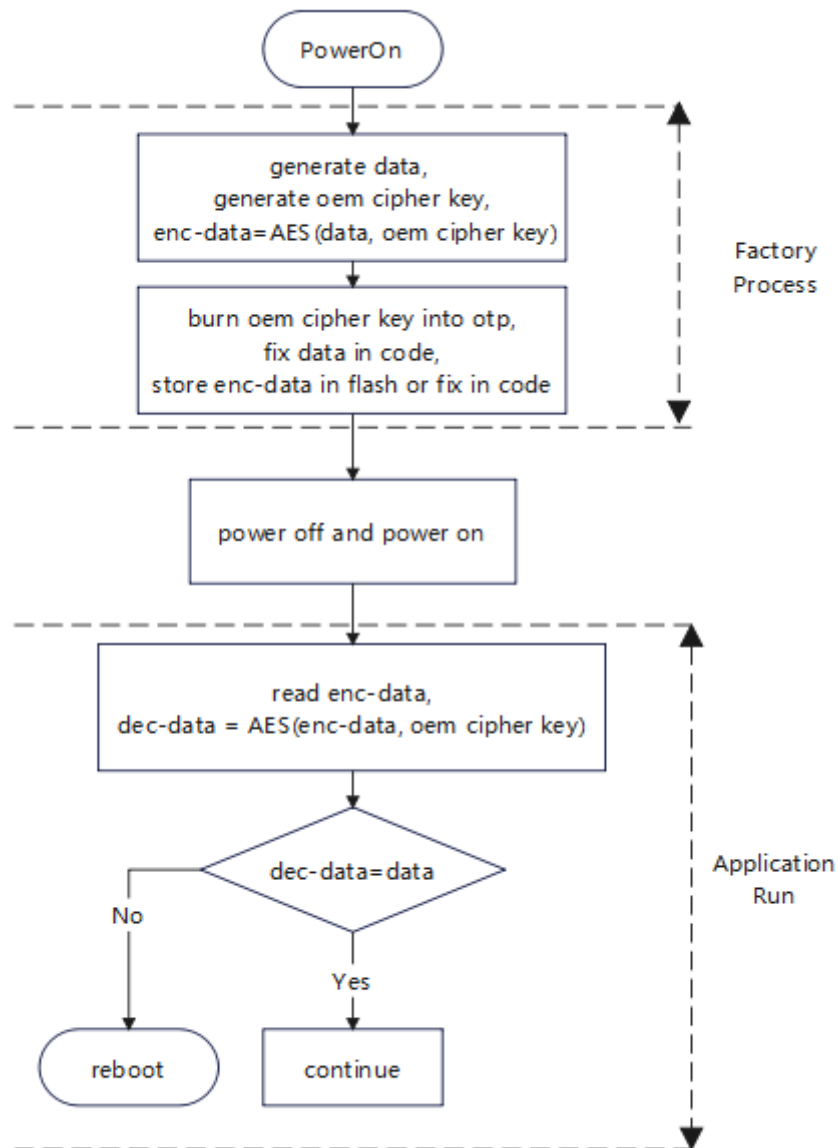 PowerOn
generate data,
generate oem cipher key,
enc-data=AES(data, oem cipher key)
burn oem cipher key into otp,
fix data in code,
store enc-data in flash or fix in code
Factory
Process
power off and power on
read enc-data,
dec-data = AES(enc-data, oem cipher key)
dec-data=data
Application
Run
No
Yes
reboot
continue